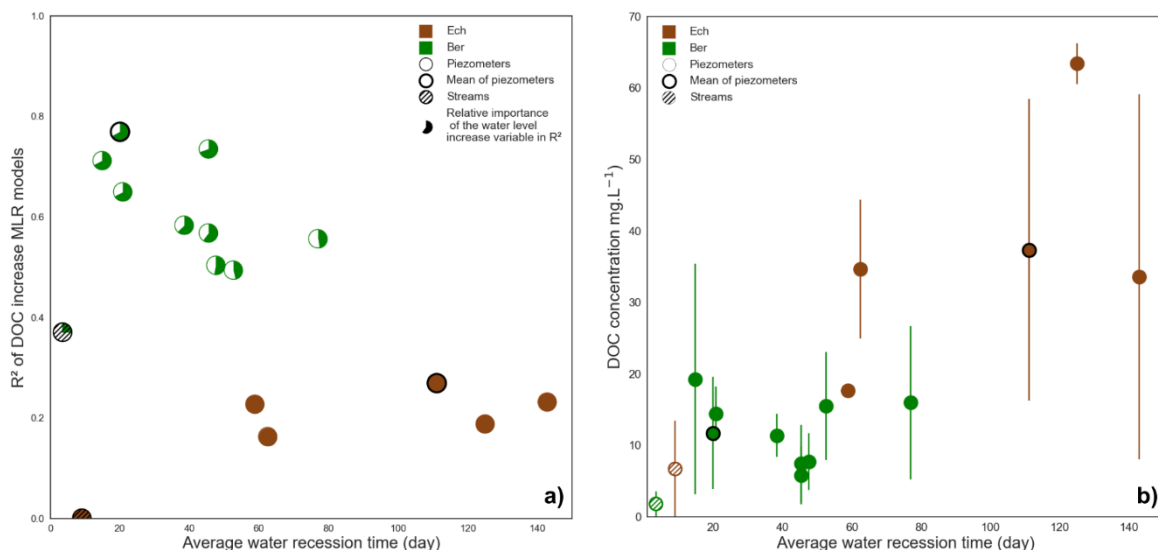 1.0
0.8
0.6
0.4
0.2
0.0
R² of DOC increase MLR models
0
20
40
60
80
100
120
140
Average water recession time (day)
Ech
Ber
Piezometers
Mean of piezometers
Streams
Relative importance
of the water level
increase variable in R²
a)
70
60
50
40
30
20
10
0
DOC concentration mg.L⁻¹
20
40
60
80
100
120
140
Average water recession time (day)
Ech
Ber
Piezometers
Mean of piezometers
Streams
b)